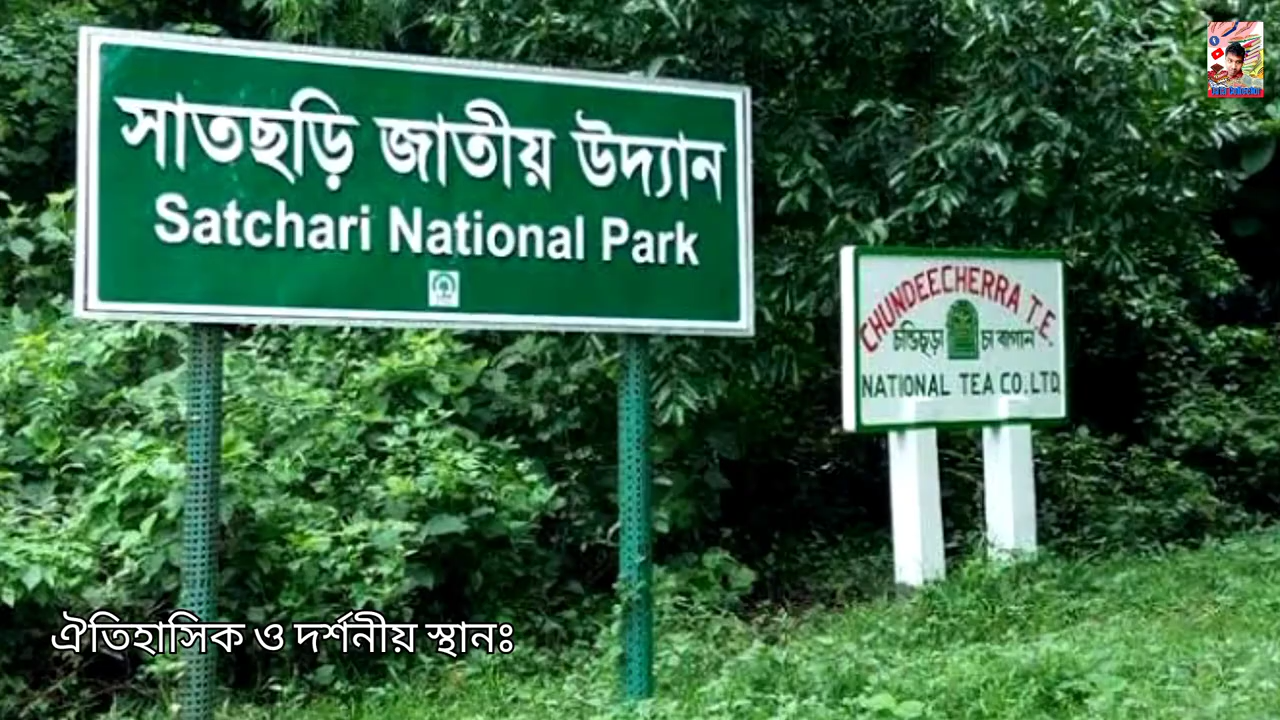 সাতছড়ি জাতীয় উদ্যান
Satchari National Park
CHUNDEECHERRA T.E.
চন্ডিছড়া চা বাগান
NATIONAL TEA CO. LTD
ঐতিহাসিক ও দর্শনীয় স্থানঃ